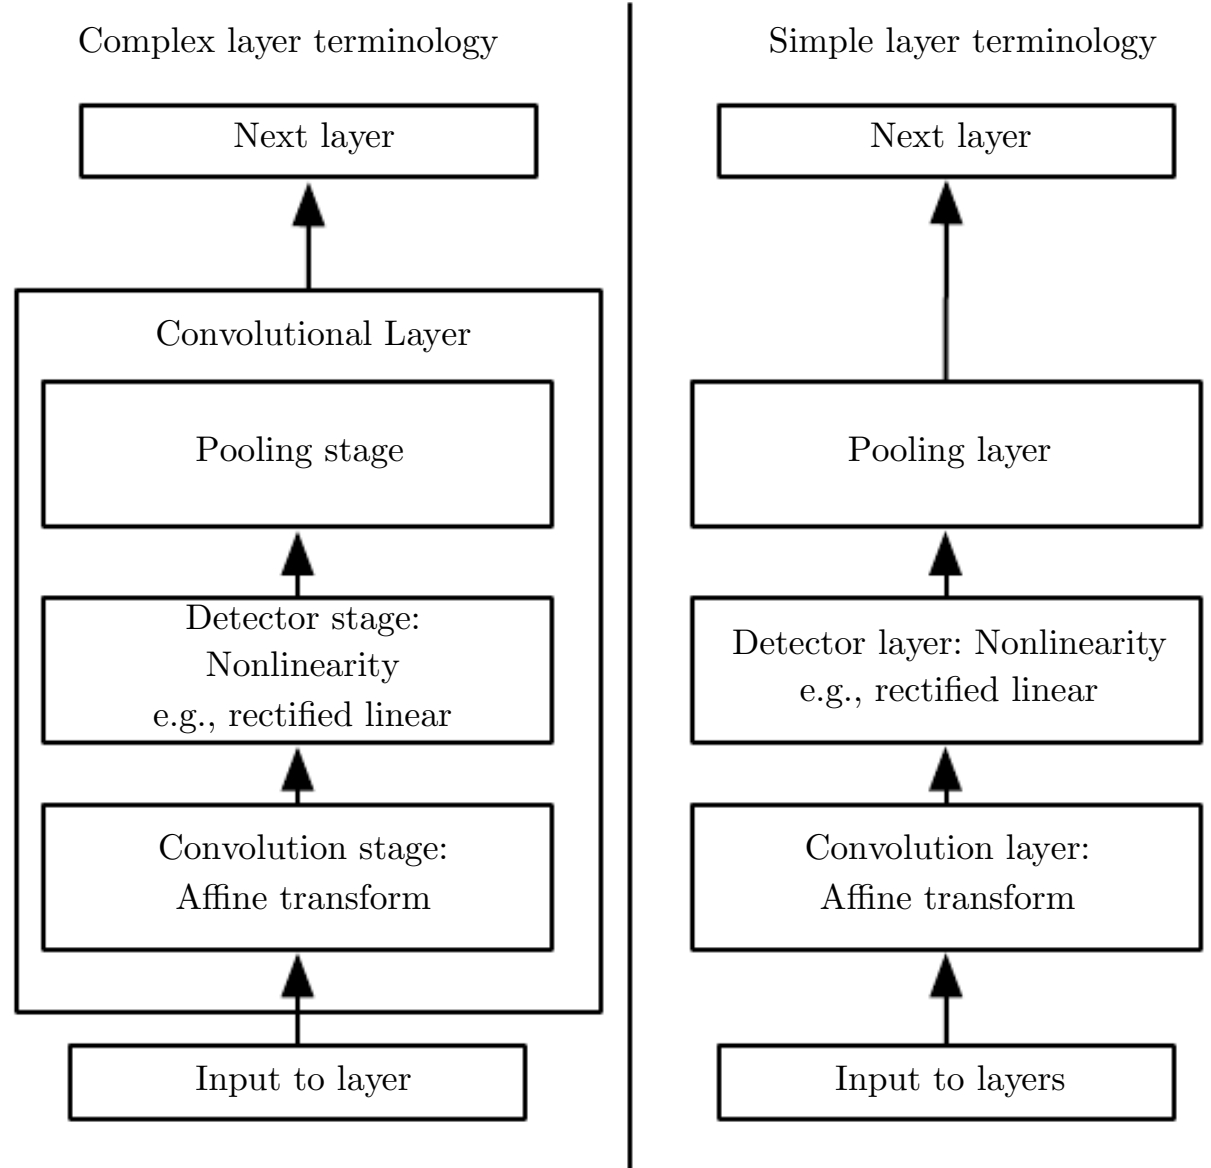 Complex layer terminology
Next layer
Convolutional Layer
Pooling stage
Detector stage:
Nonlinearity
e.g., rectified linear
Convolution stage:
Affine transform
Input to layer
Simple layer terminology
Next layer
Pooling layer
Detector layer: Nonlinearity
e.g., rectified linear
Convolution layer:
Affine transform
Input to layers